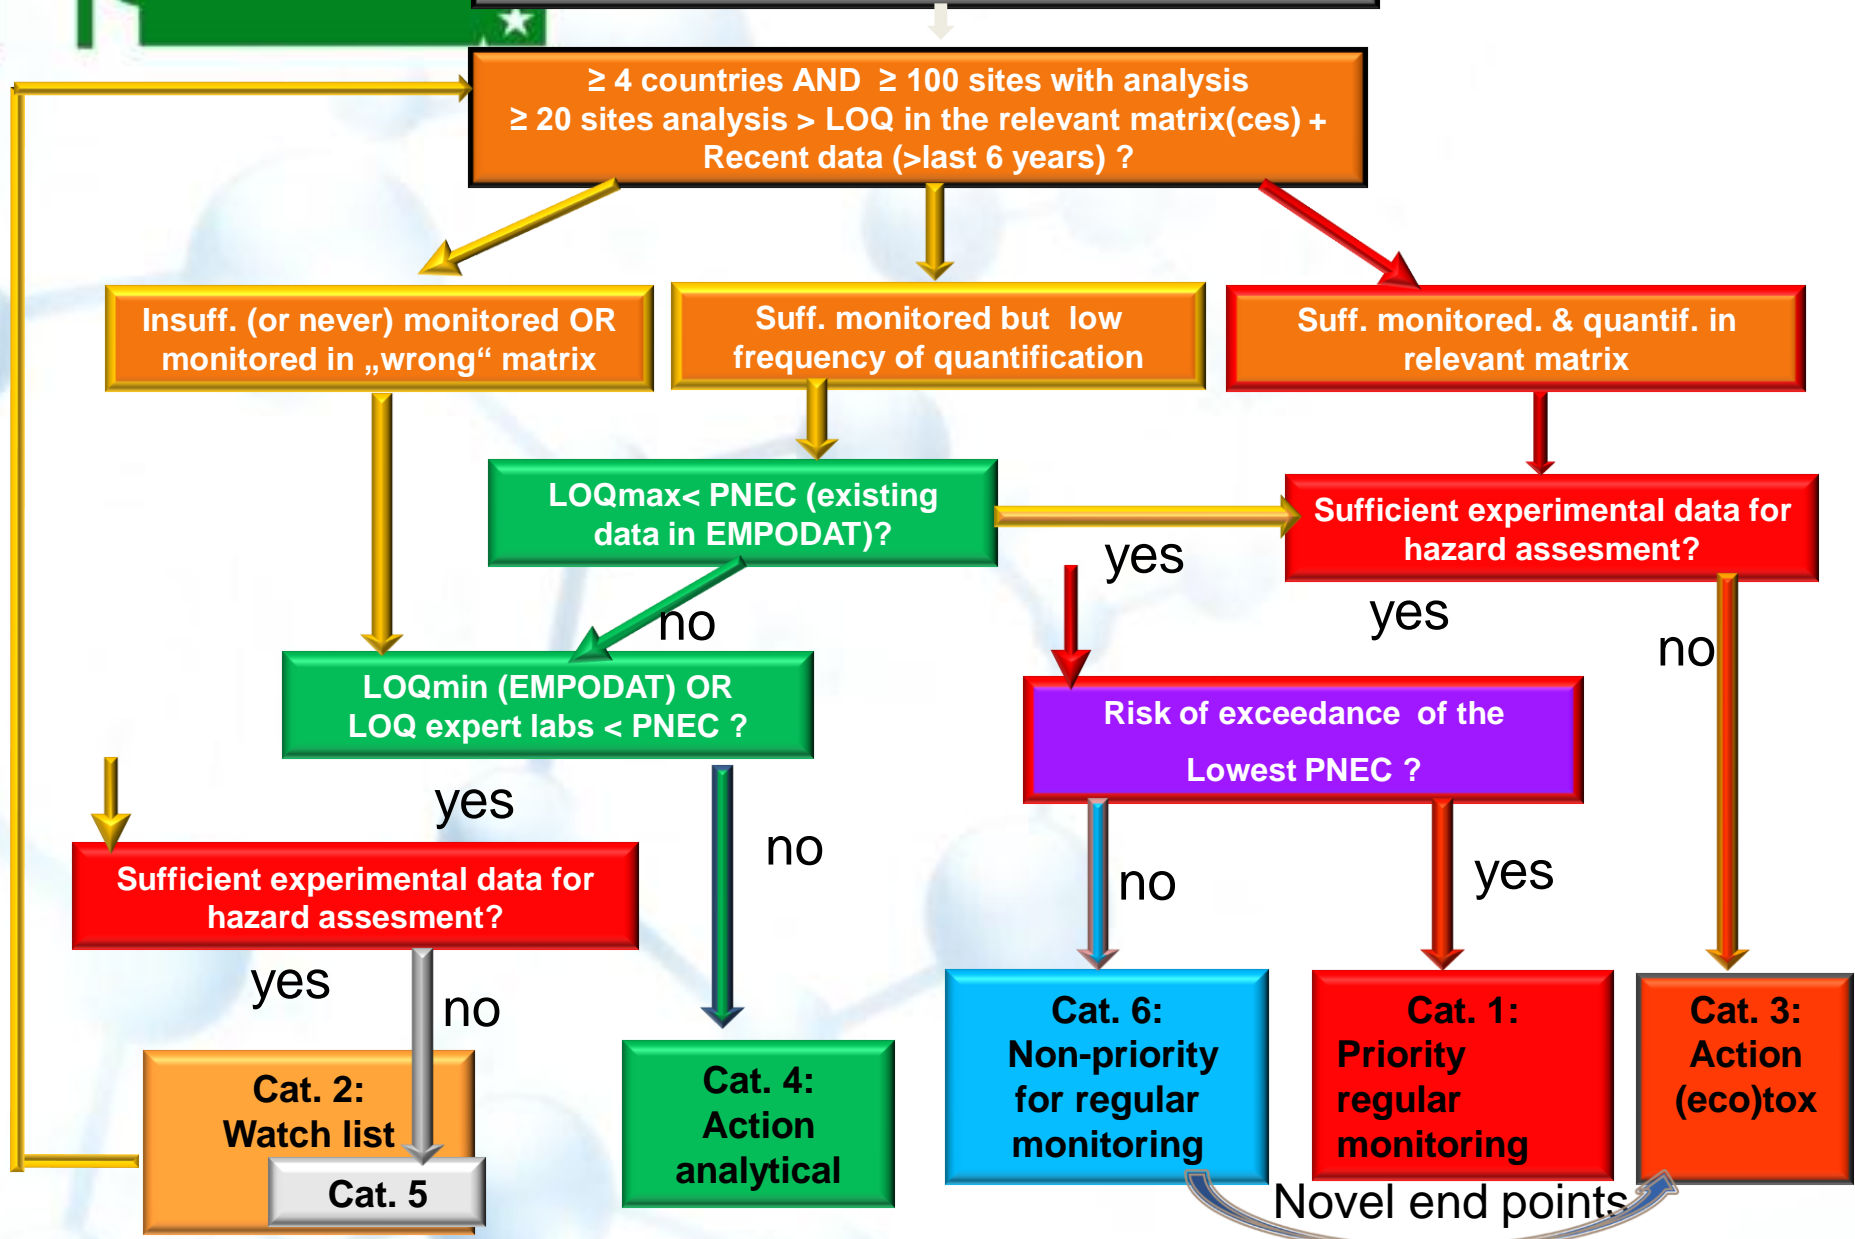 ≥ 4 countries AND ≥ 100 sites with analysis
≥ 20 sites analysis > LOQ in the relevant matrix(ces) +
Recent data (>last 6 years) ?
Insuff. (or never) monitored OR
monitored in „wrong“ matrix
Suff. monitored but low
frequency of quantification
Suff. monitored. & quantif. in
relevant matrix
LOQmax< PNEC (existing
data in EMPODAT)?
yes
no
Sufficient experimental data for
hazard assesment?
yes
no
LOQmin (EMPODAT) OR
LOQ expert labs < PNEC ?
yes
no
Risk of exceedance of the
Lowest PNEC ?
no
yes
Sufficient experimental data for
hazard assesment?
yes
no
Cat. 2:
Watch list
Cat. 5
Cat. 4:
Action
analytical
Cat. 6:
Non-priority
for regular
monitoring
Cat. 1:
Priority
regular
monitoring
Cat. 3:
Action
(eco)tox
Novel end points